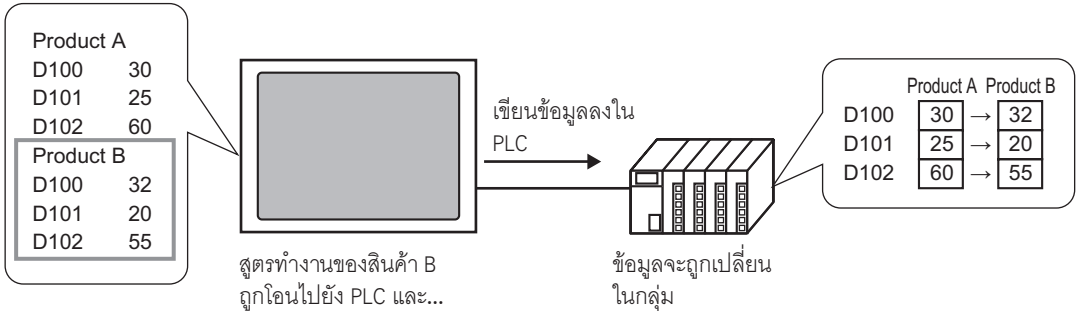 Product A
D100 30
D101 25
D102 60
Product B
D100 32
D101 20
D102 55
เขียนข้อมูลลงใน
PLC
สูตรทำงานของสินค้า B
ถูกโอนไปยัง PLC และ...
ข้อมูลจะถูกเปลี่ยน
ในกลุ่ม
Product A Product B
D100 30 → 32
D101 25 → 20
D102 60 → 55